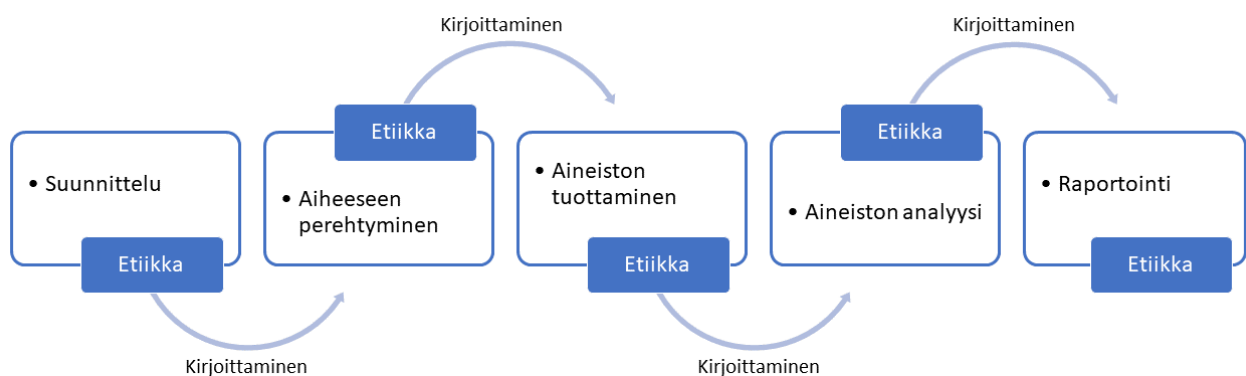 Kirjoittaminen
Kirjoittaminen
Etiikka
Etiikka
• Suunnittelu
• Aiheeseen
perehtyminen
• Aineiston
tuottaminen
• Aineiston analyysi
• Raportointi
Etiikka
Etiikka
Etiikka
Kirjoittaminen
Kirjoittaminen